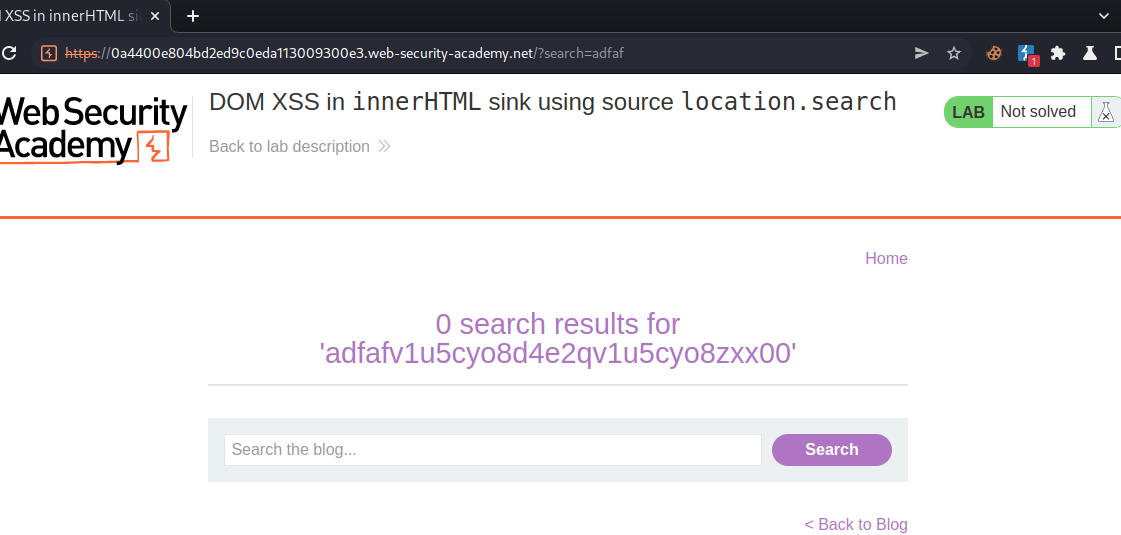 XSS in innerHTML si
https://0a4400e804bd2ed9c0eda113009300e3.web-security-academy.net/?search=adfaf
1
Web Security
Academy
DOM XSS in innerHTML sink using source location.search
Back to lab description
LAB Not solved
Home
0 search results for
'adfafv1u5cyo8d4e2qv1u5cyo8zxx00'
Search the blog...
Search
< Back to Blog